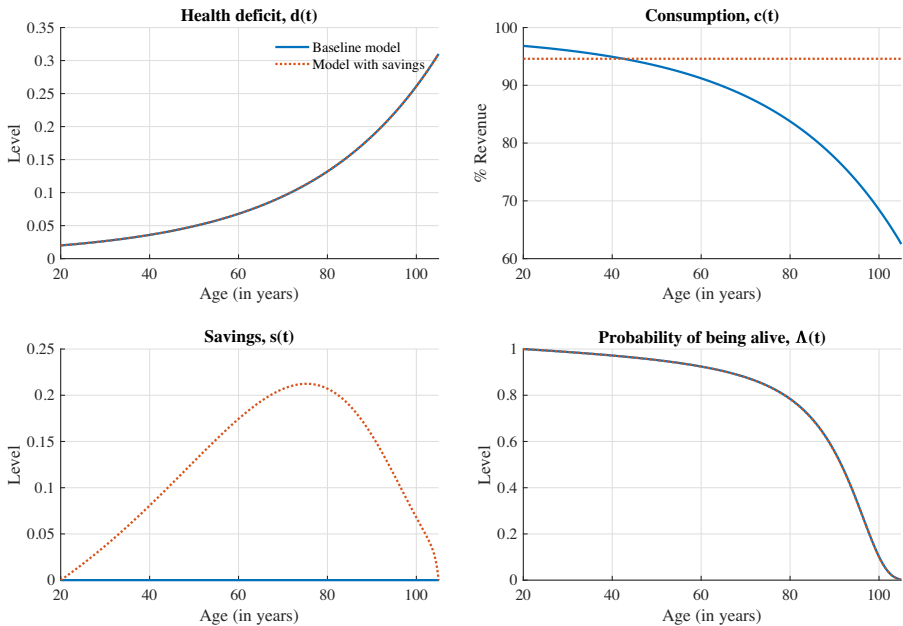 Health deficit, d(t)
0.35
0.3
0.25
0.2
0.15
0.1
0.05
0
Level
Baseline model
Model with savings
20 40 60 80 100
Age (in years)
Consumption, c(t)
100
90
80
70
60
% Revenue
20 40 60 80 100
Age (in years)
Savings, s(t)
0.25
0.2
0.15
0.1
0.05
0
Level
20 40 60 80 100
Age (in years)
Probability of being alive, Λ(t)
1
0.8
0.6
0.4
0.2
0
Level
20 40 60 80 100
Age (in years)